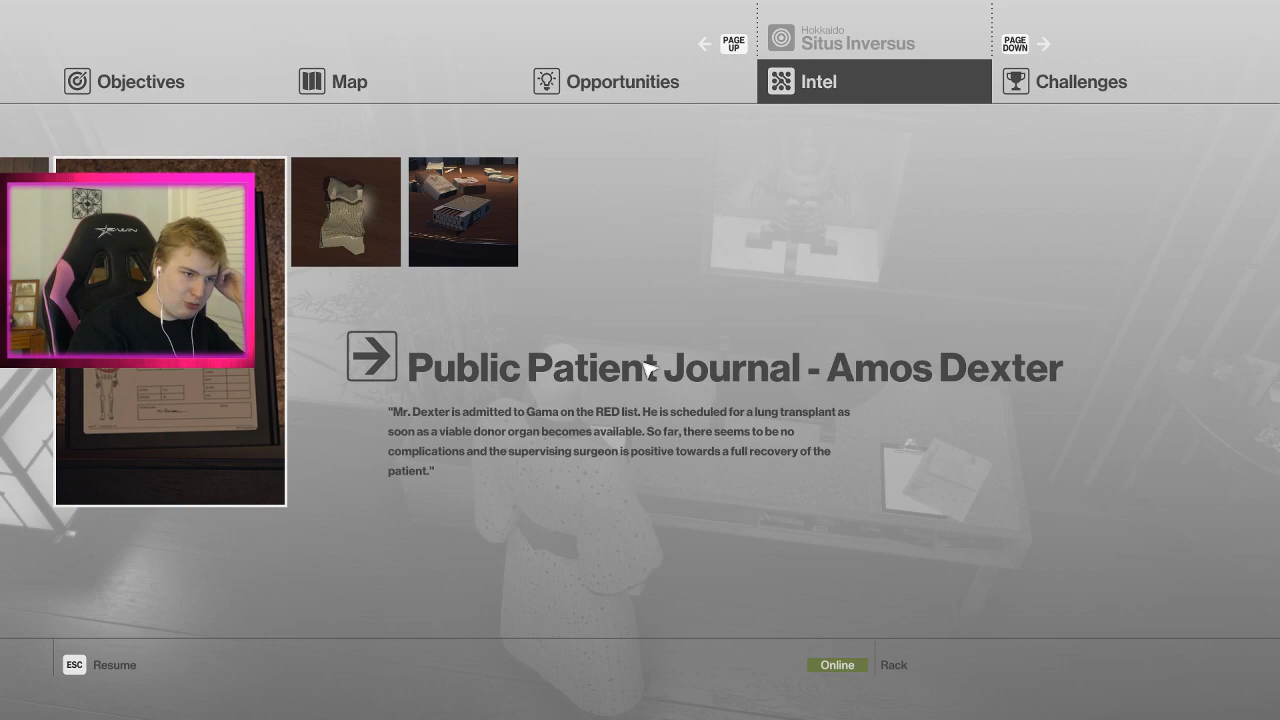 PAGE UP
Hokkaido
Situs Inversus
PAGE DOWN
Objectives
Map
Opportunities
Intel
Challenges
Public Patient Journal - Amos Dexter
"Mr. Dexter is admitted to Gama on the RED list. He is scheduled for a lung transplant as
soon as a viable donor organ becomes available. So far, there seems to be no
complications and the supervising surgeon is positive towards a full recovery of the
patient."
ESC Resume
Online Rack